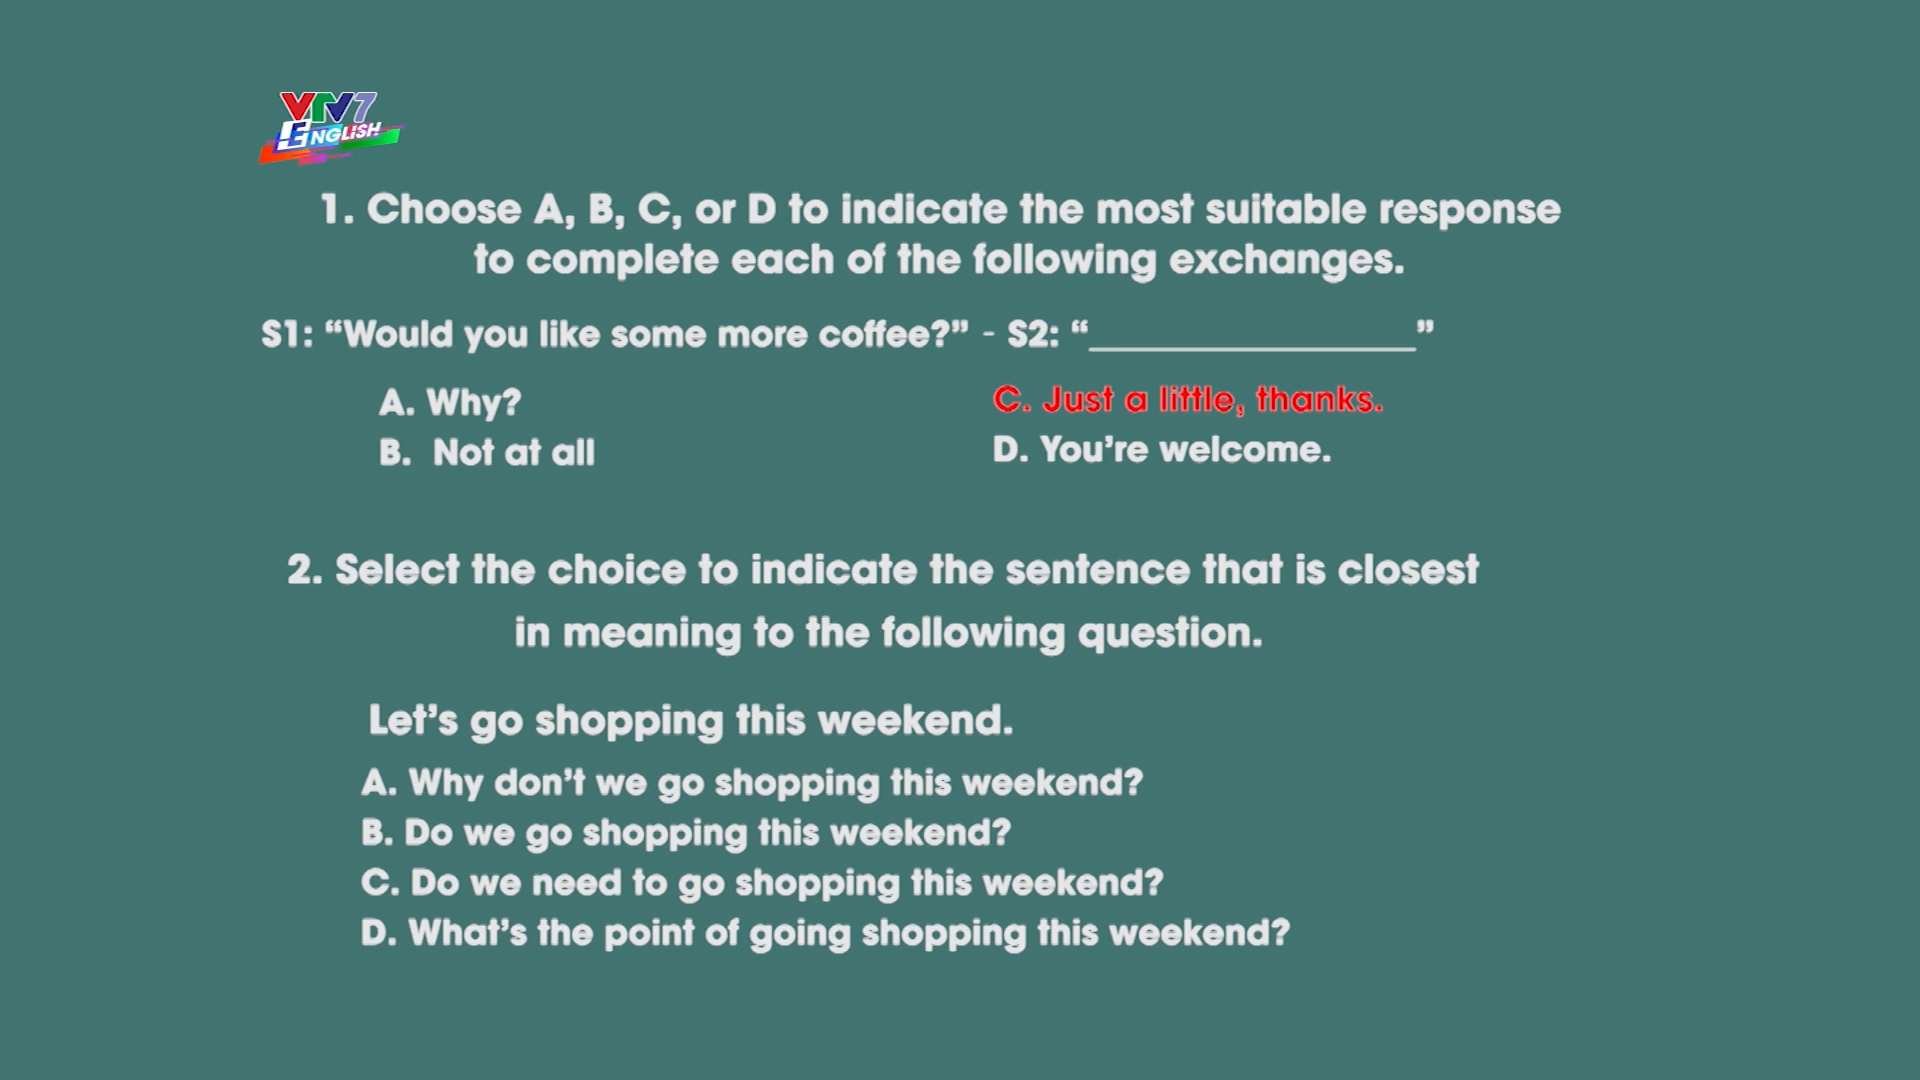 VTV7
ENGLISH
1. Choose A, B, C, or D to indicate the most suitable response
to complete each of the following exchanges.
S1: “Would you like some more coffee?” - S2: “________________”
A. Why?
B. Not at all
C. Just a little, thanks.
D. You’re welcome.
2. Select the choice to indicate the sentence that is closest
in meaning to the following question.
Let’s go shopping this weekend.
A. Why don’t we go shopping this weekend?
B. Do we go shopping this weekend?
C. Do we need to go shopping this weekend?
D. What’s the point of going shopping this weekend?